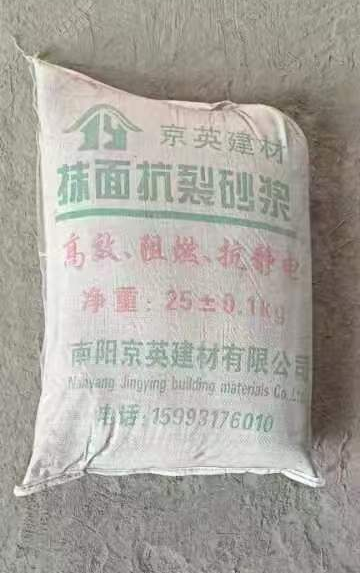 京英建材
抹面抗裂砂浆
高效、阻燃、抗静电
净重：25±0.1Kg
南阳京英建材有限公司
Nanyang Jingying building materials Co.,Ltd
电话：15993176010